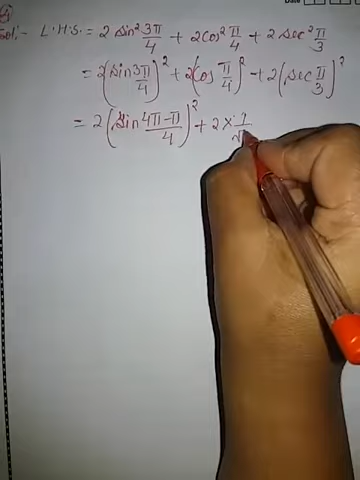 Date
Sol:- L.H.S. = 2 sin² 3π/4 + 2cos² π/4 + 2 sec² π/3
= 2(sin 3π/4)² + 2(cos π/4)² + 2(sec π/3)²
= 2(sin 4π-π/4)² + 2×1/√